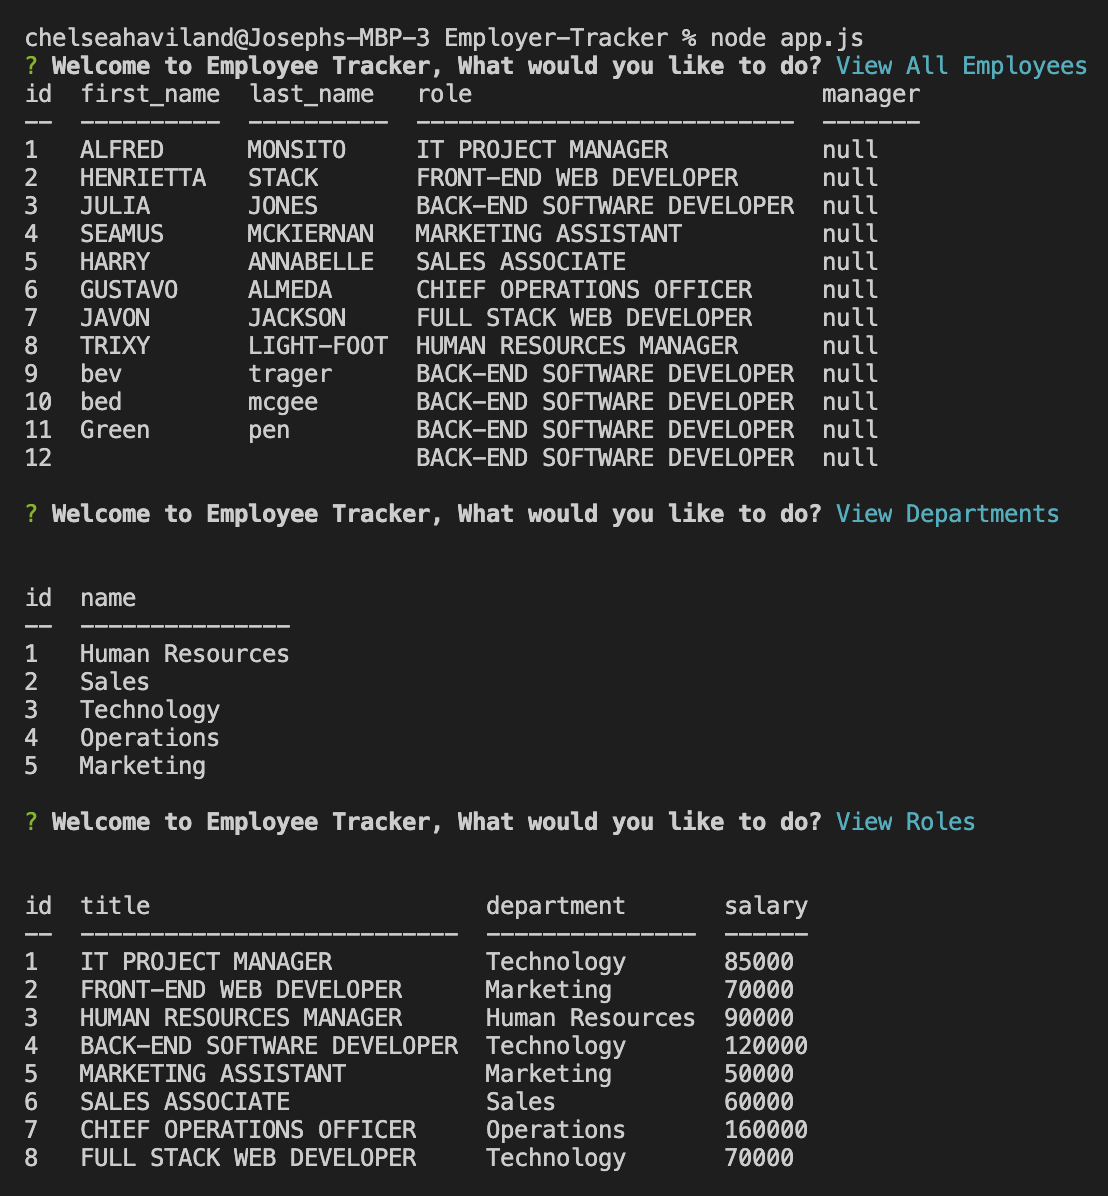 chelseahaviland@Josephs-MBP-3 Employer-Tracker % node app.js
? Welcome to Employee Tracker, What would you like to do? View All Employees
id  first_name  last_name   role                         manager
--  ----------  ----------  ---------------------------  -------
1   ALFRED      MONSITO     IT PROJECT MANAGER           null
2   HENRIETTA   STACK       FRONT-END WEB DEVELOPER      null
3   JULIA       JONES       BACK-END SOFTWARE DEVELOPER  null
4   SEAMUS      MCKIERNAN   MARKETING ASSISTANT          null
5   HARRY       ANNABELLE   SALES ASSOCIATE              null
6   GUSTAVO     ALMEDA      CHIEF OPERATIONS OFFICER     null
7   JAVON       JACKSON     FULL STACK WEB DEVELOPER     null
8   TRIXY       LIGHT-FOOT  HUMAN RESOURCES MANAGER      null
9   bev         trager      BACK-END SOFTWARE DEVELOPER  null
10  bed         mcgee       BACK-END SOFTWARE DEVELOPER  null
11  Green       pen         BACK-END SOFTWARE DEVELOPER  null
12                          BACK-END SOFTWARE DEVELOPER  null
? Welcome to Employee Tracker, What would you like to do? View Departments
id  name
--  ---------------
1   Human Resources
2   Sales
3   Technology
4   Operations
5   Marketing
? Welcome to Employee Tracker, What would you like to do? View Roles
id  title                        department       salary
--  ---------------------------  ---------------  ------
1   IT PROJECT MANAGER           Technology       85000
2   FRONT-END WEB DEVELOPER      Marketing        70000
3   HUMAN RESOURCES MANAGER      Human Resources  90000
4   BACK-END SOFTWARE DEVELOPER  Technology       120000
5   MARKETING ASSISTANT          Marketing        50000
6   SALES ASSOCIATE              Sales            60000
7   CHIEF OPERATIONS OFFICER     Operations       160000
8   FULL STACK WEB DEVELOPER     Technology       70000